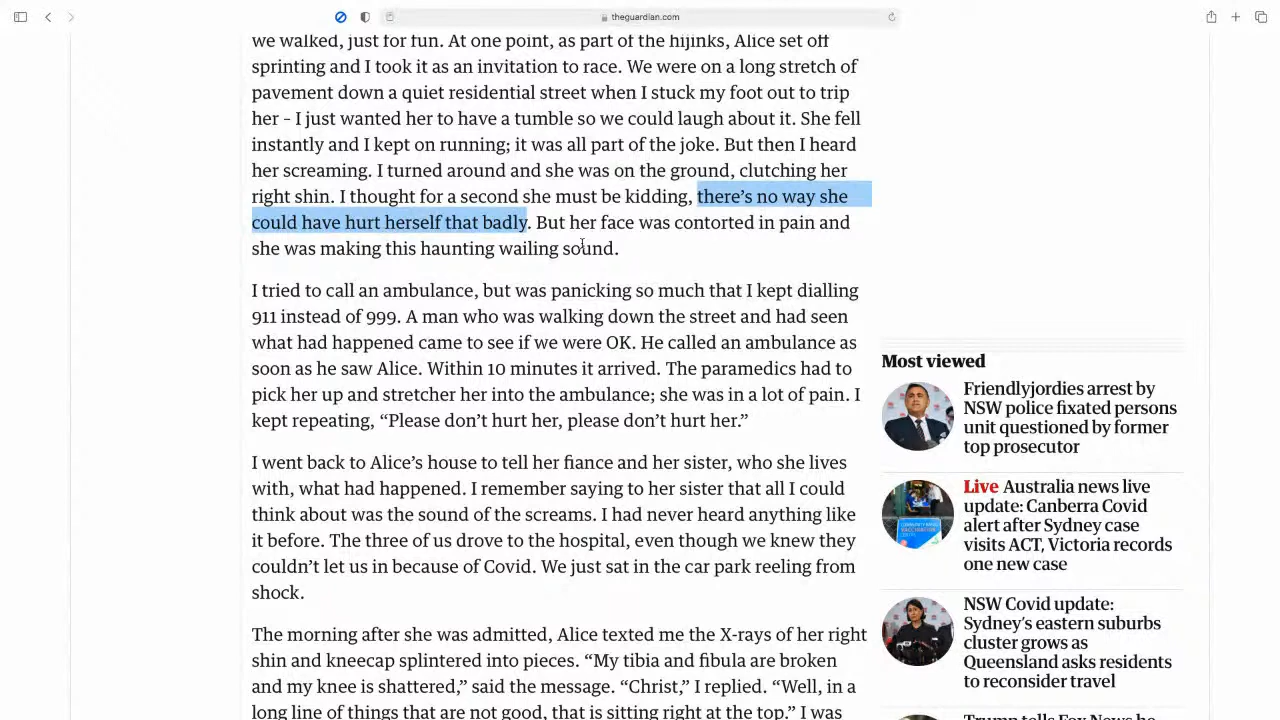 theguardian.com
we walked, just for fun. At one point, as part of the hijinks, Alice set off
sprinting and I took it as an invitation to race. We were on a long stretch of
pavement down a quiet residential street when I stuck my foot out to trip
her – I just wanted her to have a tumble so we could laugh about it. She fell
instantly and I kept on running; it was all part of the joke. But then I heard
her screaming. I turned around and she was on the ground, clutching her
right shin. I thought for a second she must be kidding, there’s no way she
could have hurt herself that badly. But her face was contorted in pain and
she was making this haunting wailing sound.
I tried to call an ambulance, but was panicking so much that I kept dialling
911 instead of 999. A man who was walking down the street and had seen
what had happened came to see if we were OK. He called an ambulance as
soon as he saw Alice. Within 10 minutes it arrived. The paramedics had to
pick her up and stretcher her into the ambulance; she was in a lot of pain. I
kept repeating, “Please don’t hurt her, please don’t hurt her.”
I went back to Alice’s house to tell her fiance and her sister, who she lives
with, what had happened. I remember saying to her sister that all I could
think about was the sound of the screams. I had never heard anything like
it before. The three of us drove to the hospital, even though we knew they
couldn’t let us in because of Covid. We just sat in the car park reeling from
shock.
The morning after she was admitted, Alice texted me the X-rays of her right
shin and kneecap splintered into pieces. “My tibia and fibula are broken
and my knee is shattered,” said the message. “Christ,” I replied. “Well, in a
long line of things that are not good, that is sitting right at the top.” I was
Most viewed
Friendlyjordies arrest by
NSW police fixated persons
unit questioned by former
top prosecutor
Live Australia news live
update: Canberra Covid
alert after Sydney case
visits ACT, Victoria records
one new case
NSW Covid update:
Sydney’s eastern suburbs
cluster grows as
Queensland asks residents
to reconsider travel
Trump tells Fox News he